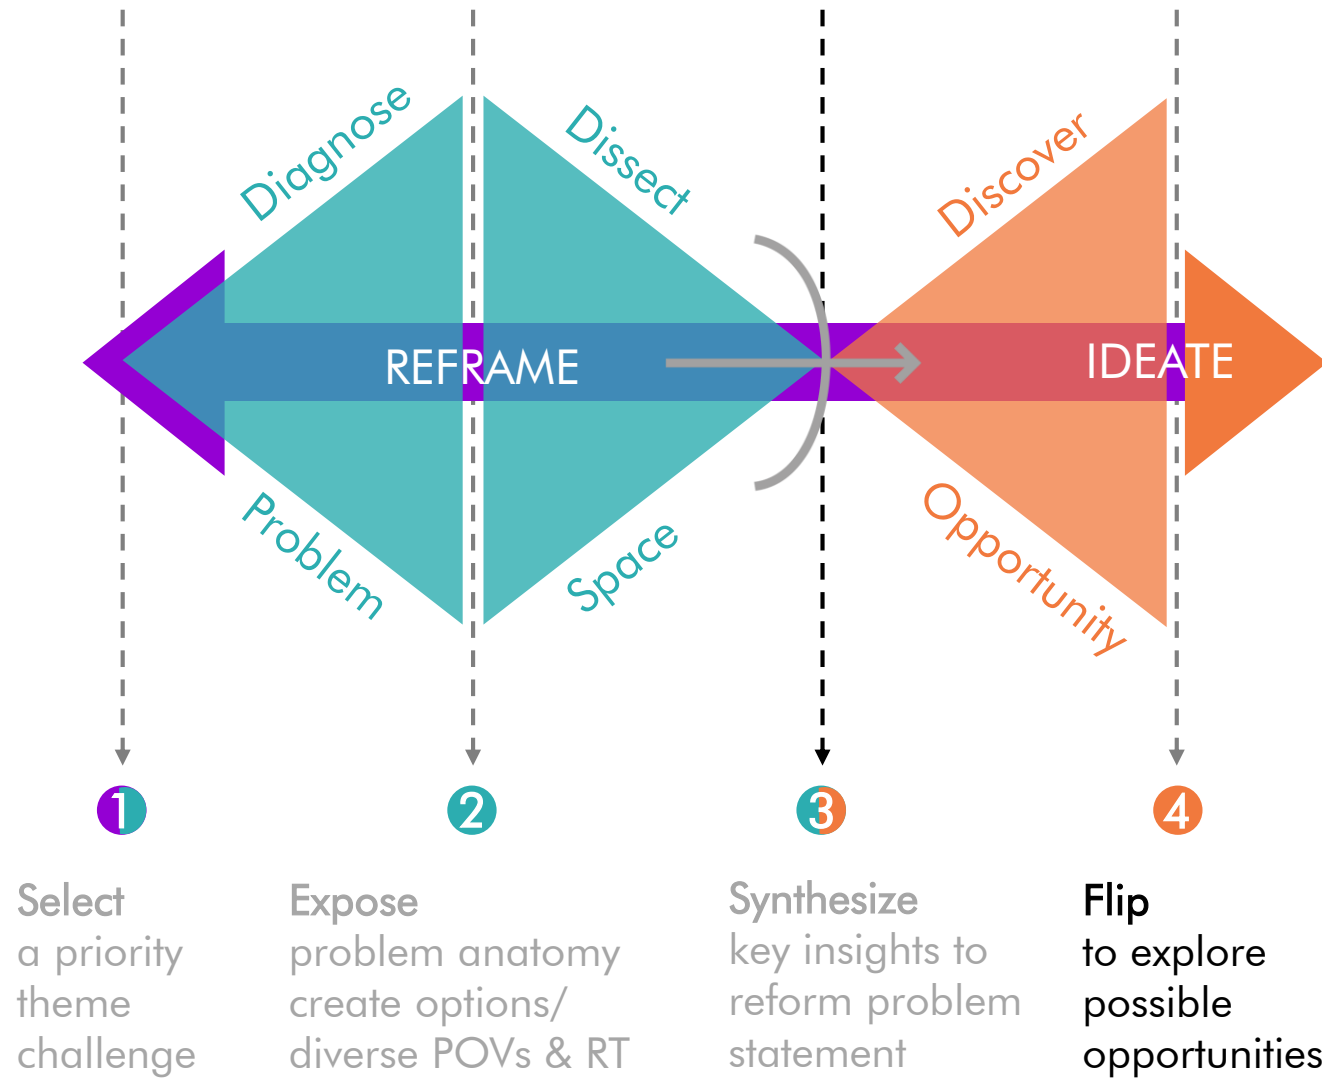 Diagnose
Dissect
Discover
REFRAME
IDEATE
Problem
Space
Opportunity
1
2
3
4
Select
a priority
theme
challenge
Expose
problem anatomy
create options/
diverse POVs & RT
Synthesize
key insights to
reform problem
statement
Flip
to explore
possible
opportunities